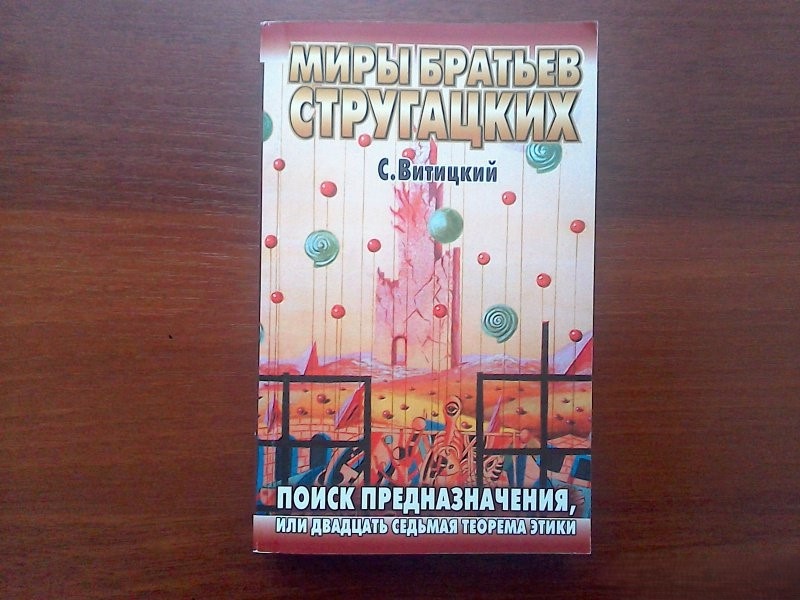 МИРЫ БРАТЬЕВ
СТРУГАЦКИХ
С. Витицкий
ПОИСК ПРЕДНАЗНАЧЕНИЯ,
ИЛИ ДВАДЦАТЬ СЕДЬМАЯ ТЕОРЕМА ЭТИКИ